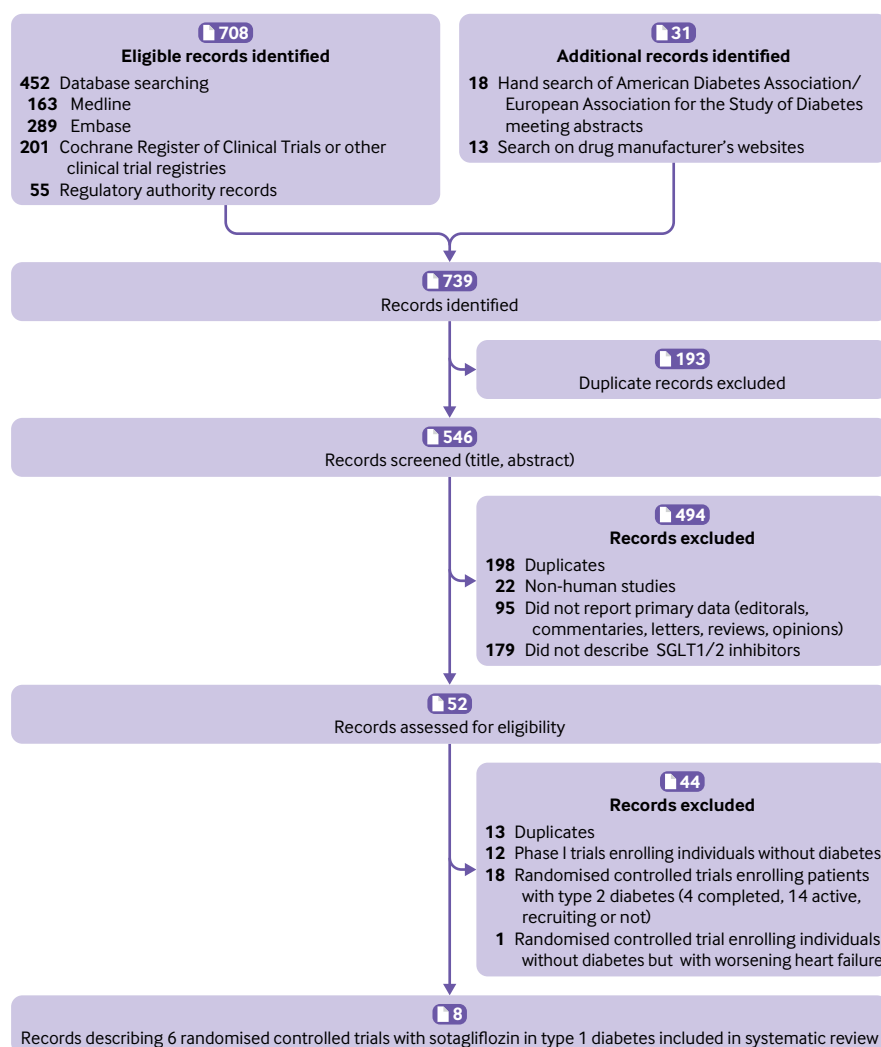 708
Eligible records identified
452 Database searching
163 Medline
289 Embase
201 Cochrane Register of Clinical Trials or other
clinical trial registries
55 Regulatory authority records
31
Additional records identified
18 Hand search of American Diabetes Association/
European Association for the Study of Diabetes
meeting abstracts
13 Search on drug manufacturer's websites
739
Records identified
193
Duplicate records excluded
546
Records screened (title, abstract)
494
Records excluded
198 Duplicates
22 Non-human studies
95 Did not report primary data (editorals,
commentaries, letters, reviews, opinions)
179 Did not describe SGLT1/2 inhibitors
52
Records assessed for eligibility
44
Records excluded
13 Duplicates
12 Phase I trials enrolling individuals without diabetes
18 Randomised controlled trials enrolling patients
with type 2 diabetes (4 completed, 14 active,
recruiting or not)
1 Randomised controlled trial enrolling individuals
without diabetes but with worsening heart failure
8
Records describing 6 randomised controlled trials with sotagliflozin in type 1 diabetes included in systematic review